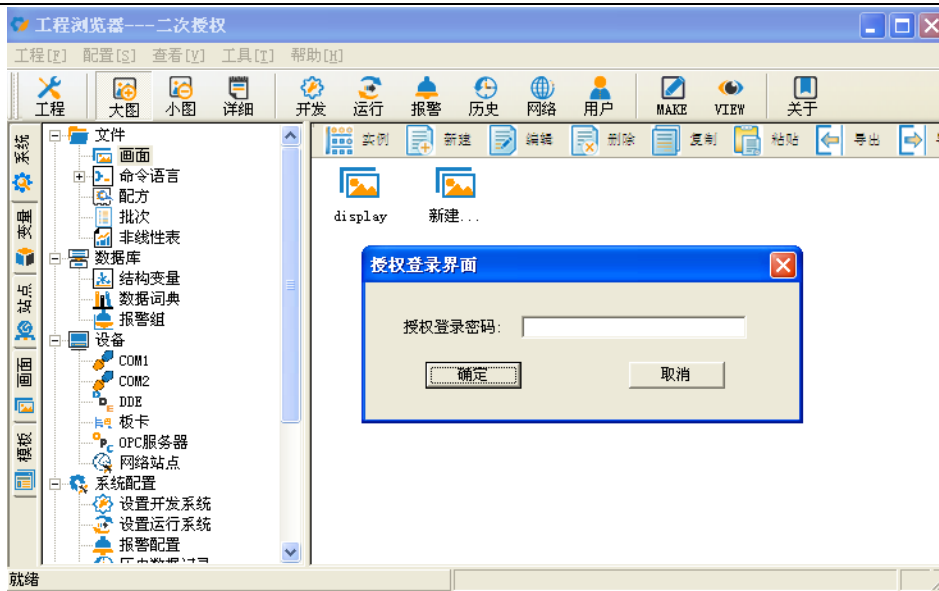 工程浏览器---二次授权
工程[F] 配置[S] 查看[V] 工具[T] 帮助[H]
工程 大图 小图 详细 开发 运行 报警 历史 网络 用户 MAKE VIEW 关于
系统
变量
站点
画面
模板
文件
画面
命令语言
配方
批次
非线性表
数据库
结构变量
数据词典
报警组
设备
COM1
COM2
DDE
板卡
OPC服务器
网络站点
系统配置
设置开发系统
设置运行系统
报警配置
实例 新建 编辑 删除 复制 粘贴 导出
display 新建...
授权登录界面
授权登录密码:
确定 取消
就绪